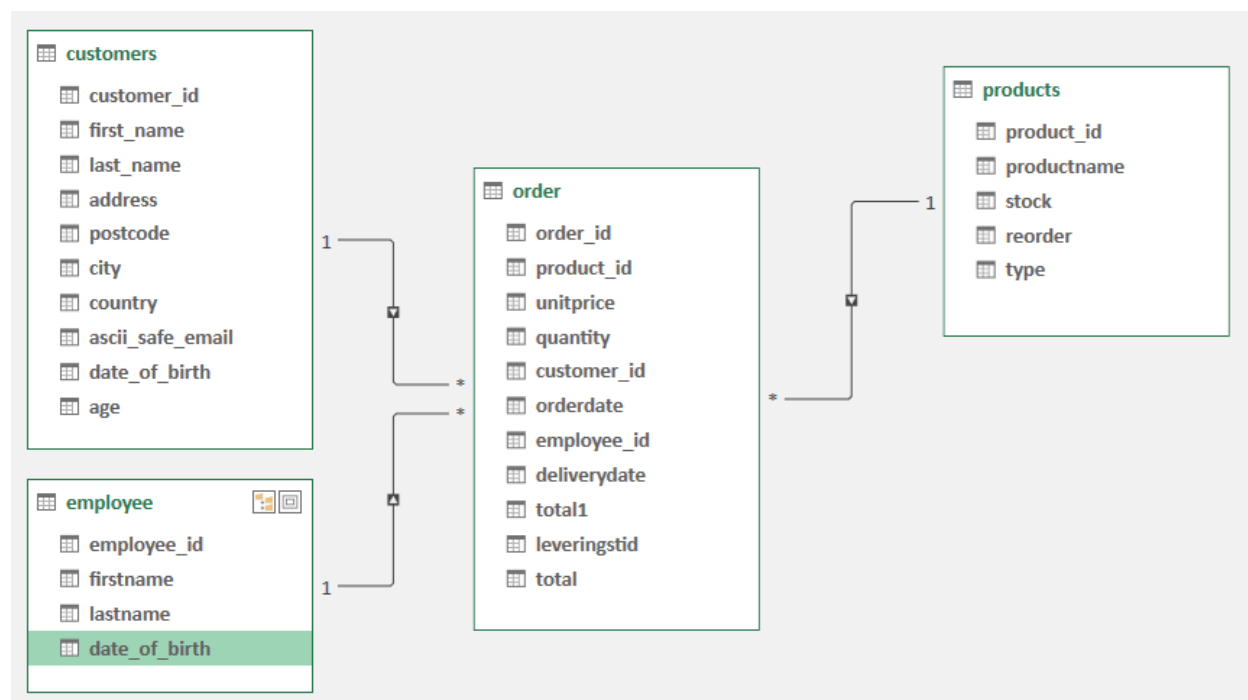 customers
customer_id
first_name
last_name
address
postcode
city
country
ascii_safe_email
date_of_birth
age
1
*
employee
employee_id
firstname
lastname
date_of_birth
1
*
order
order_id
product_id
unitprice
quantity
customer_id
orderdate
employee_id
deliverydate
total1
leveringstid
total
*
1
products
product_id
productname
stock
reorder
type